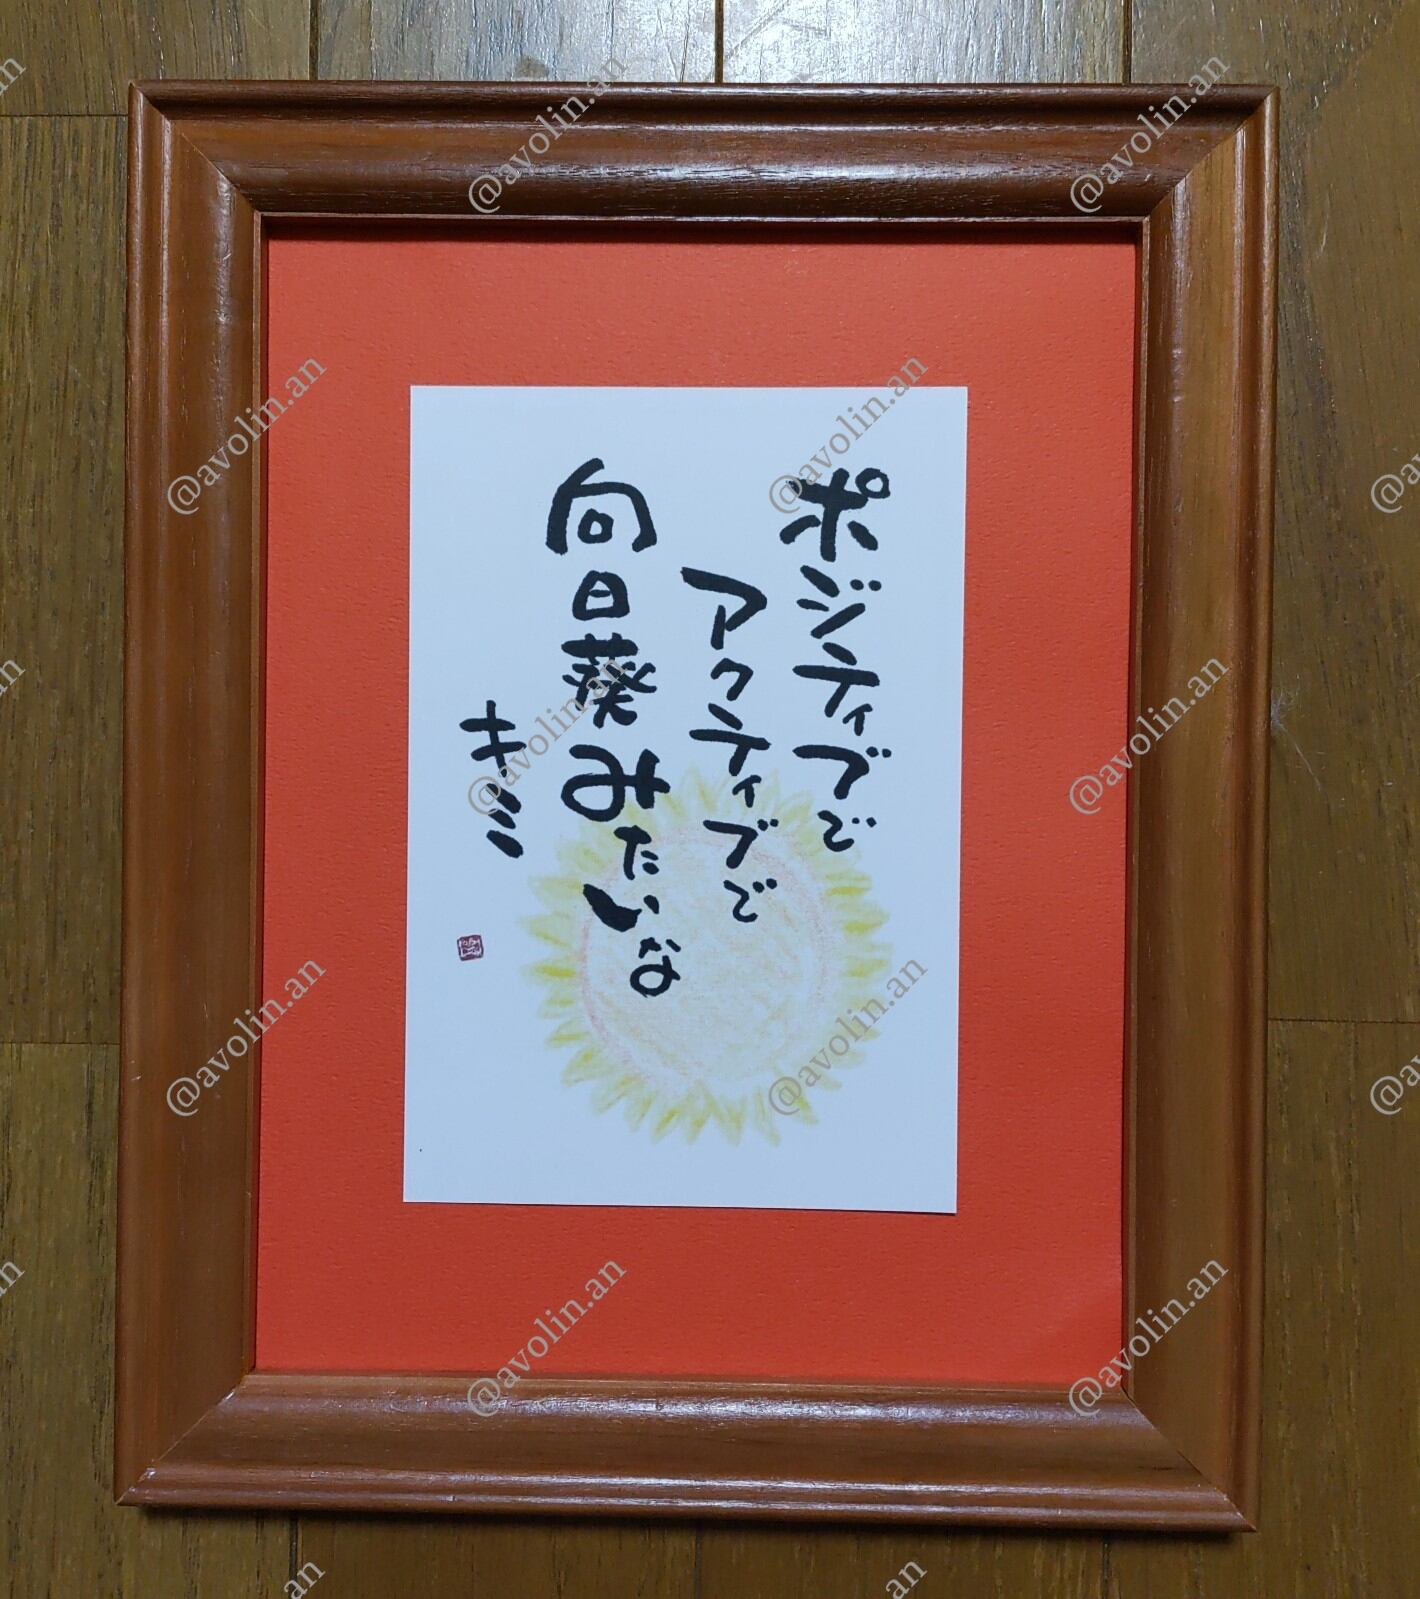 ポジティブで
アクティブで
向日葵みたいな
キミ
@avolin.an